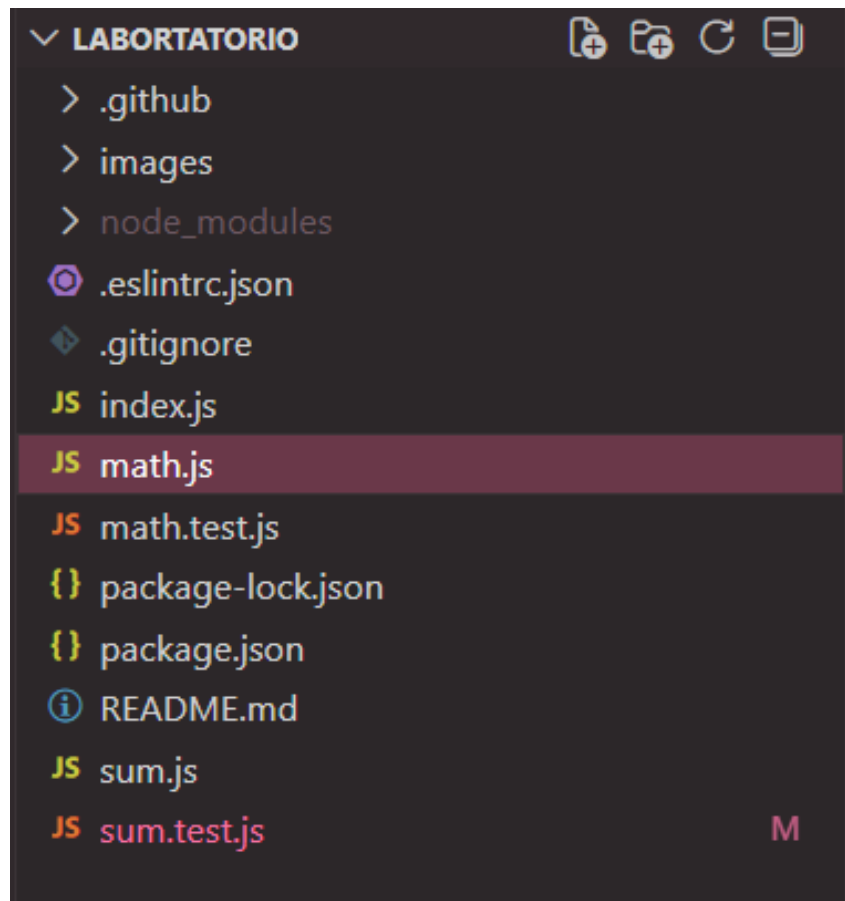 LABORTATORIO
.github
images
node_modules
.eslintrc.json
.gitignore
JS index.js
JS math.js
JS math.test.js
{} package-lock.json
{} package.json
README.md
JS sum.js
JS sum.test.js M